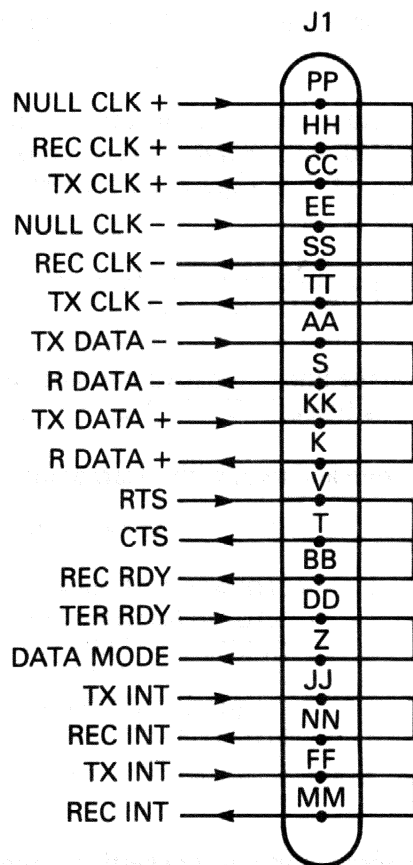 J1
PP
NULL CLK +
HH
REC CLK +
CC
TX CLK +
EE
NULL CLK –
SS
REC CLK –
TT
TX CLK –
AA
TX DATA –
S
R DATA –
KK
TX DATA +
K
R DATA +
V
RTS
T
CTS
BB
REC RDY
DD
TER RDY
Z
DATA MODE
JJ
TX INT
NN
REC INT
FF
TX INT
MM
REC INT